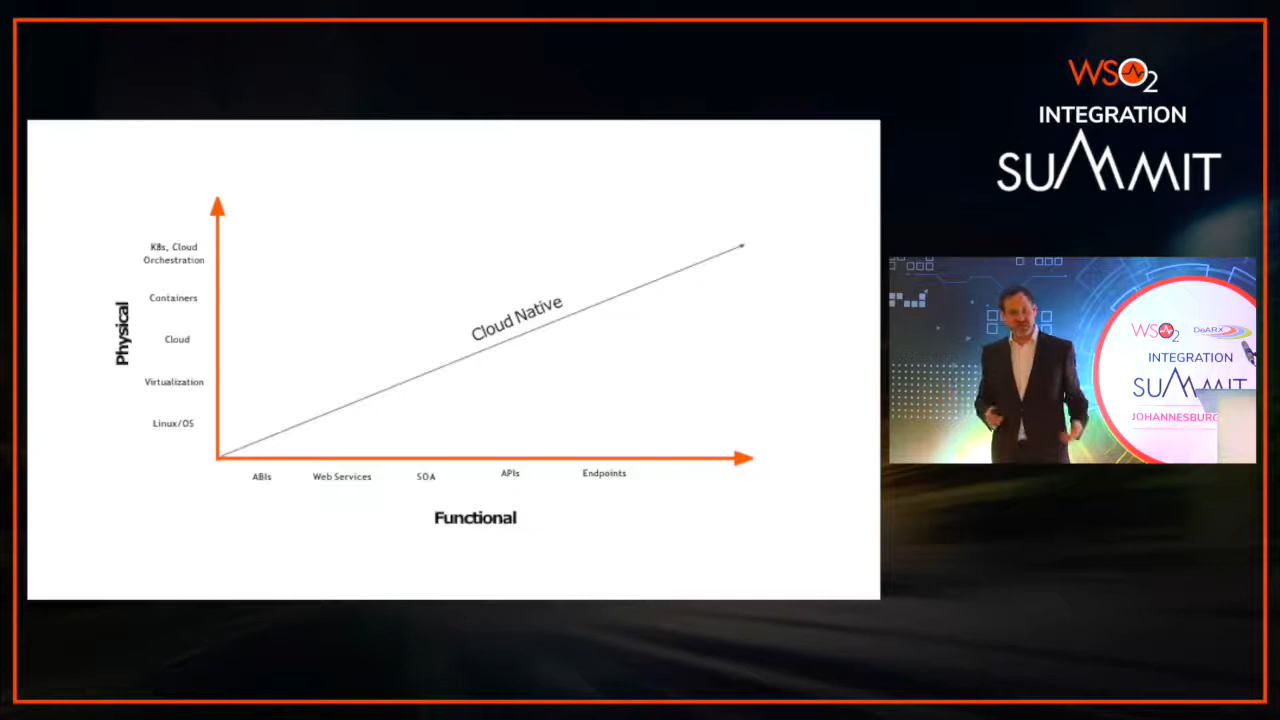 WSO2
INTEGRATION
SUMMIT
K8s, Cloud
Orchestration
Containers
Cloud
Virtualization
Linux/OS
Physical
Cloud Native
ABIs
Web Services
SOA
APIs
Endpoints
Functional
WSO2
DoARX
INTEGRATION
SUMMIT
JOHANNESBURG